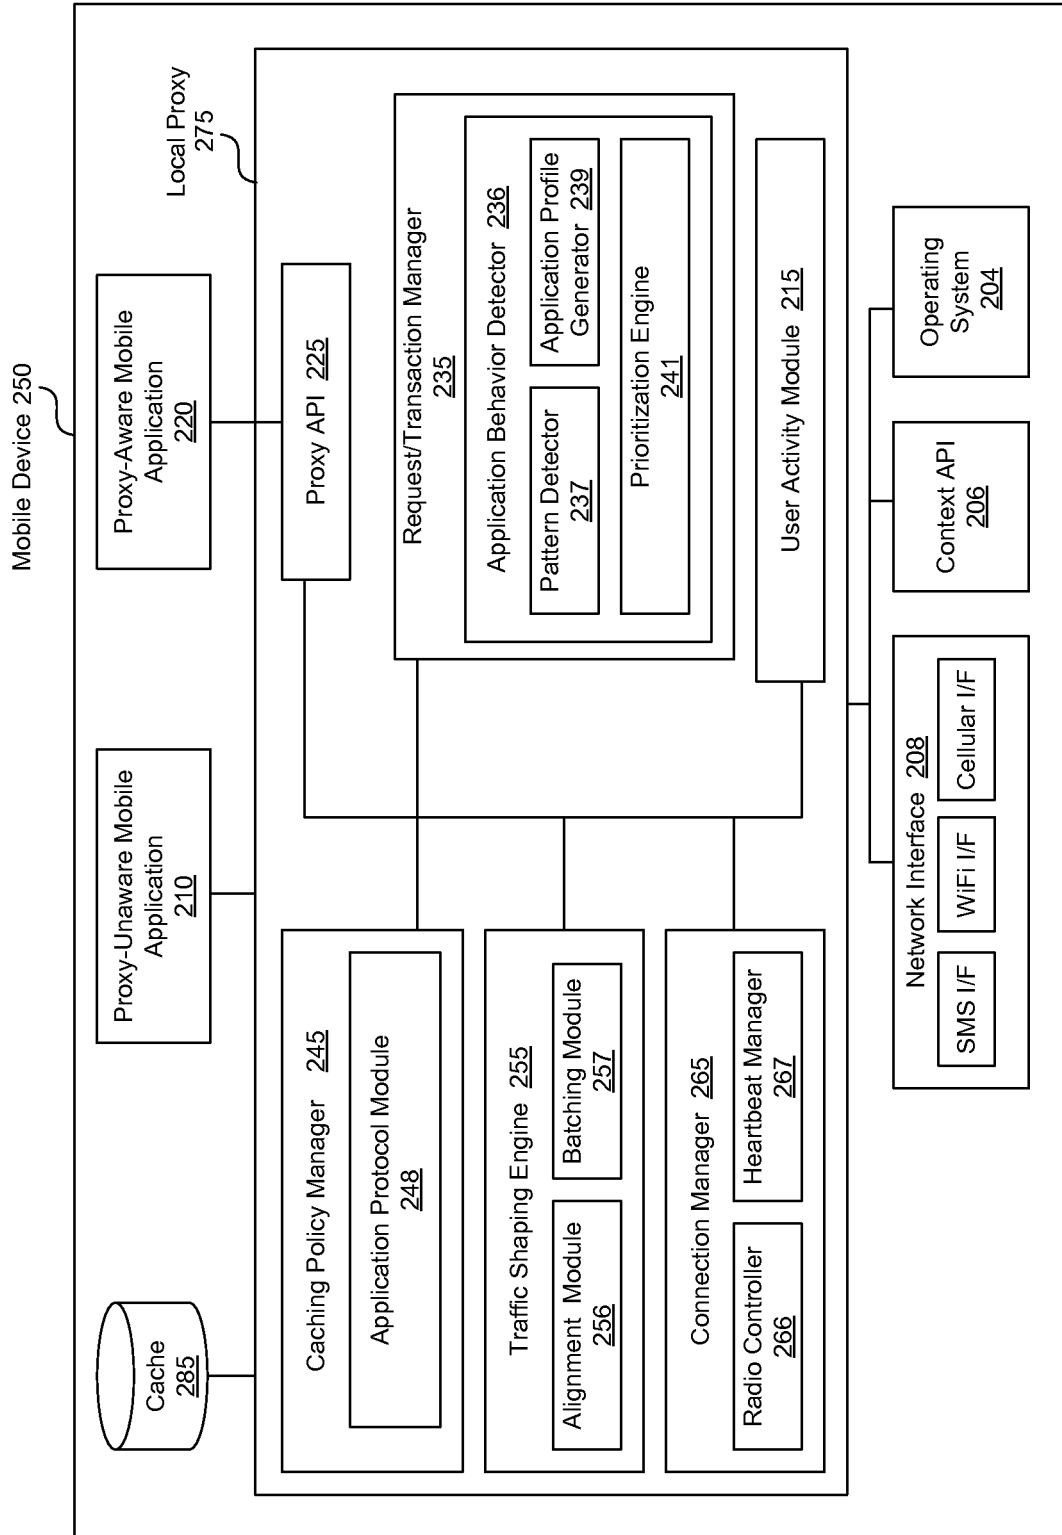 Mobile Device 250
Local Proxy
275
Cache
285
Proxy-Unaware Mobile
Application
210
Proxy-Aware Mobile
Application
220
Proxy API 225
Caching Policy Manager 245
Application Protocol Module
248
Request/Transaction Manager
235
Application Behavior Detector 236
Pattern Detector
237
Application Profile
Generator 239
Prioritization Engine
241
Traffic Shaping Engine 255
Alignment Module
256
Batching Module
257
Connection Manager 265
Radio Controller
266
Heartbeat Manager
267
User Activity Module 215
Network Interface 208
SMS I/F
WiFi I/F
Cellular I/F
Context API
206
Operating
System
204